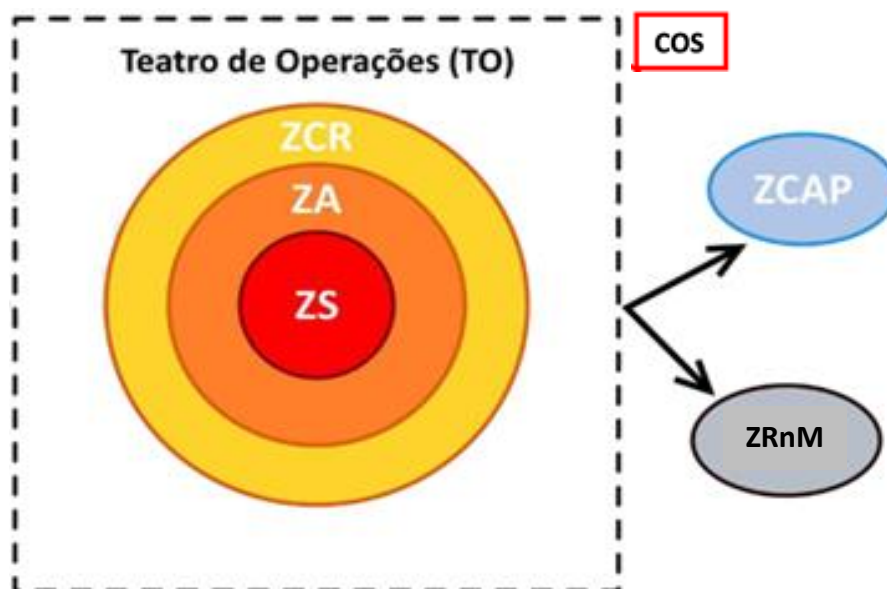 COS
Teatro de Operações (TO)
ZCR
ZA
ZS
ZCAP
ZRnM